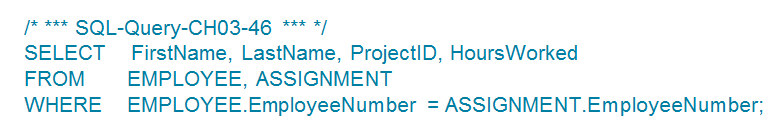 /* *** SQL-Query-CH03-46 *** */
SELECT FirstName, LastName, ProjectID, HoursWorked
FROM EMPLOYEE, ASSIGNMENT
WHERE EMPLOYEE.EmployeeNumber = ASSIGNMENT.EmployeeNumber;